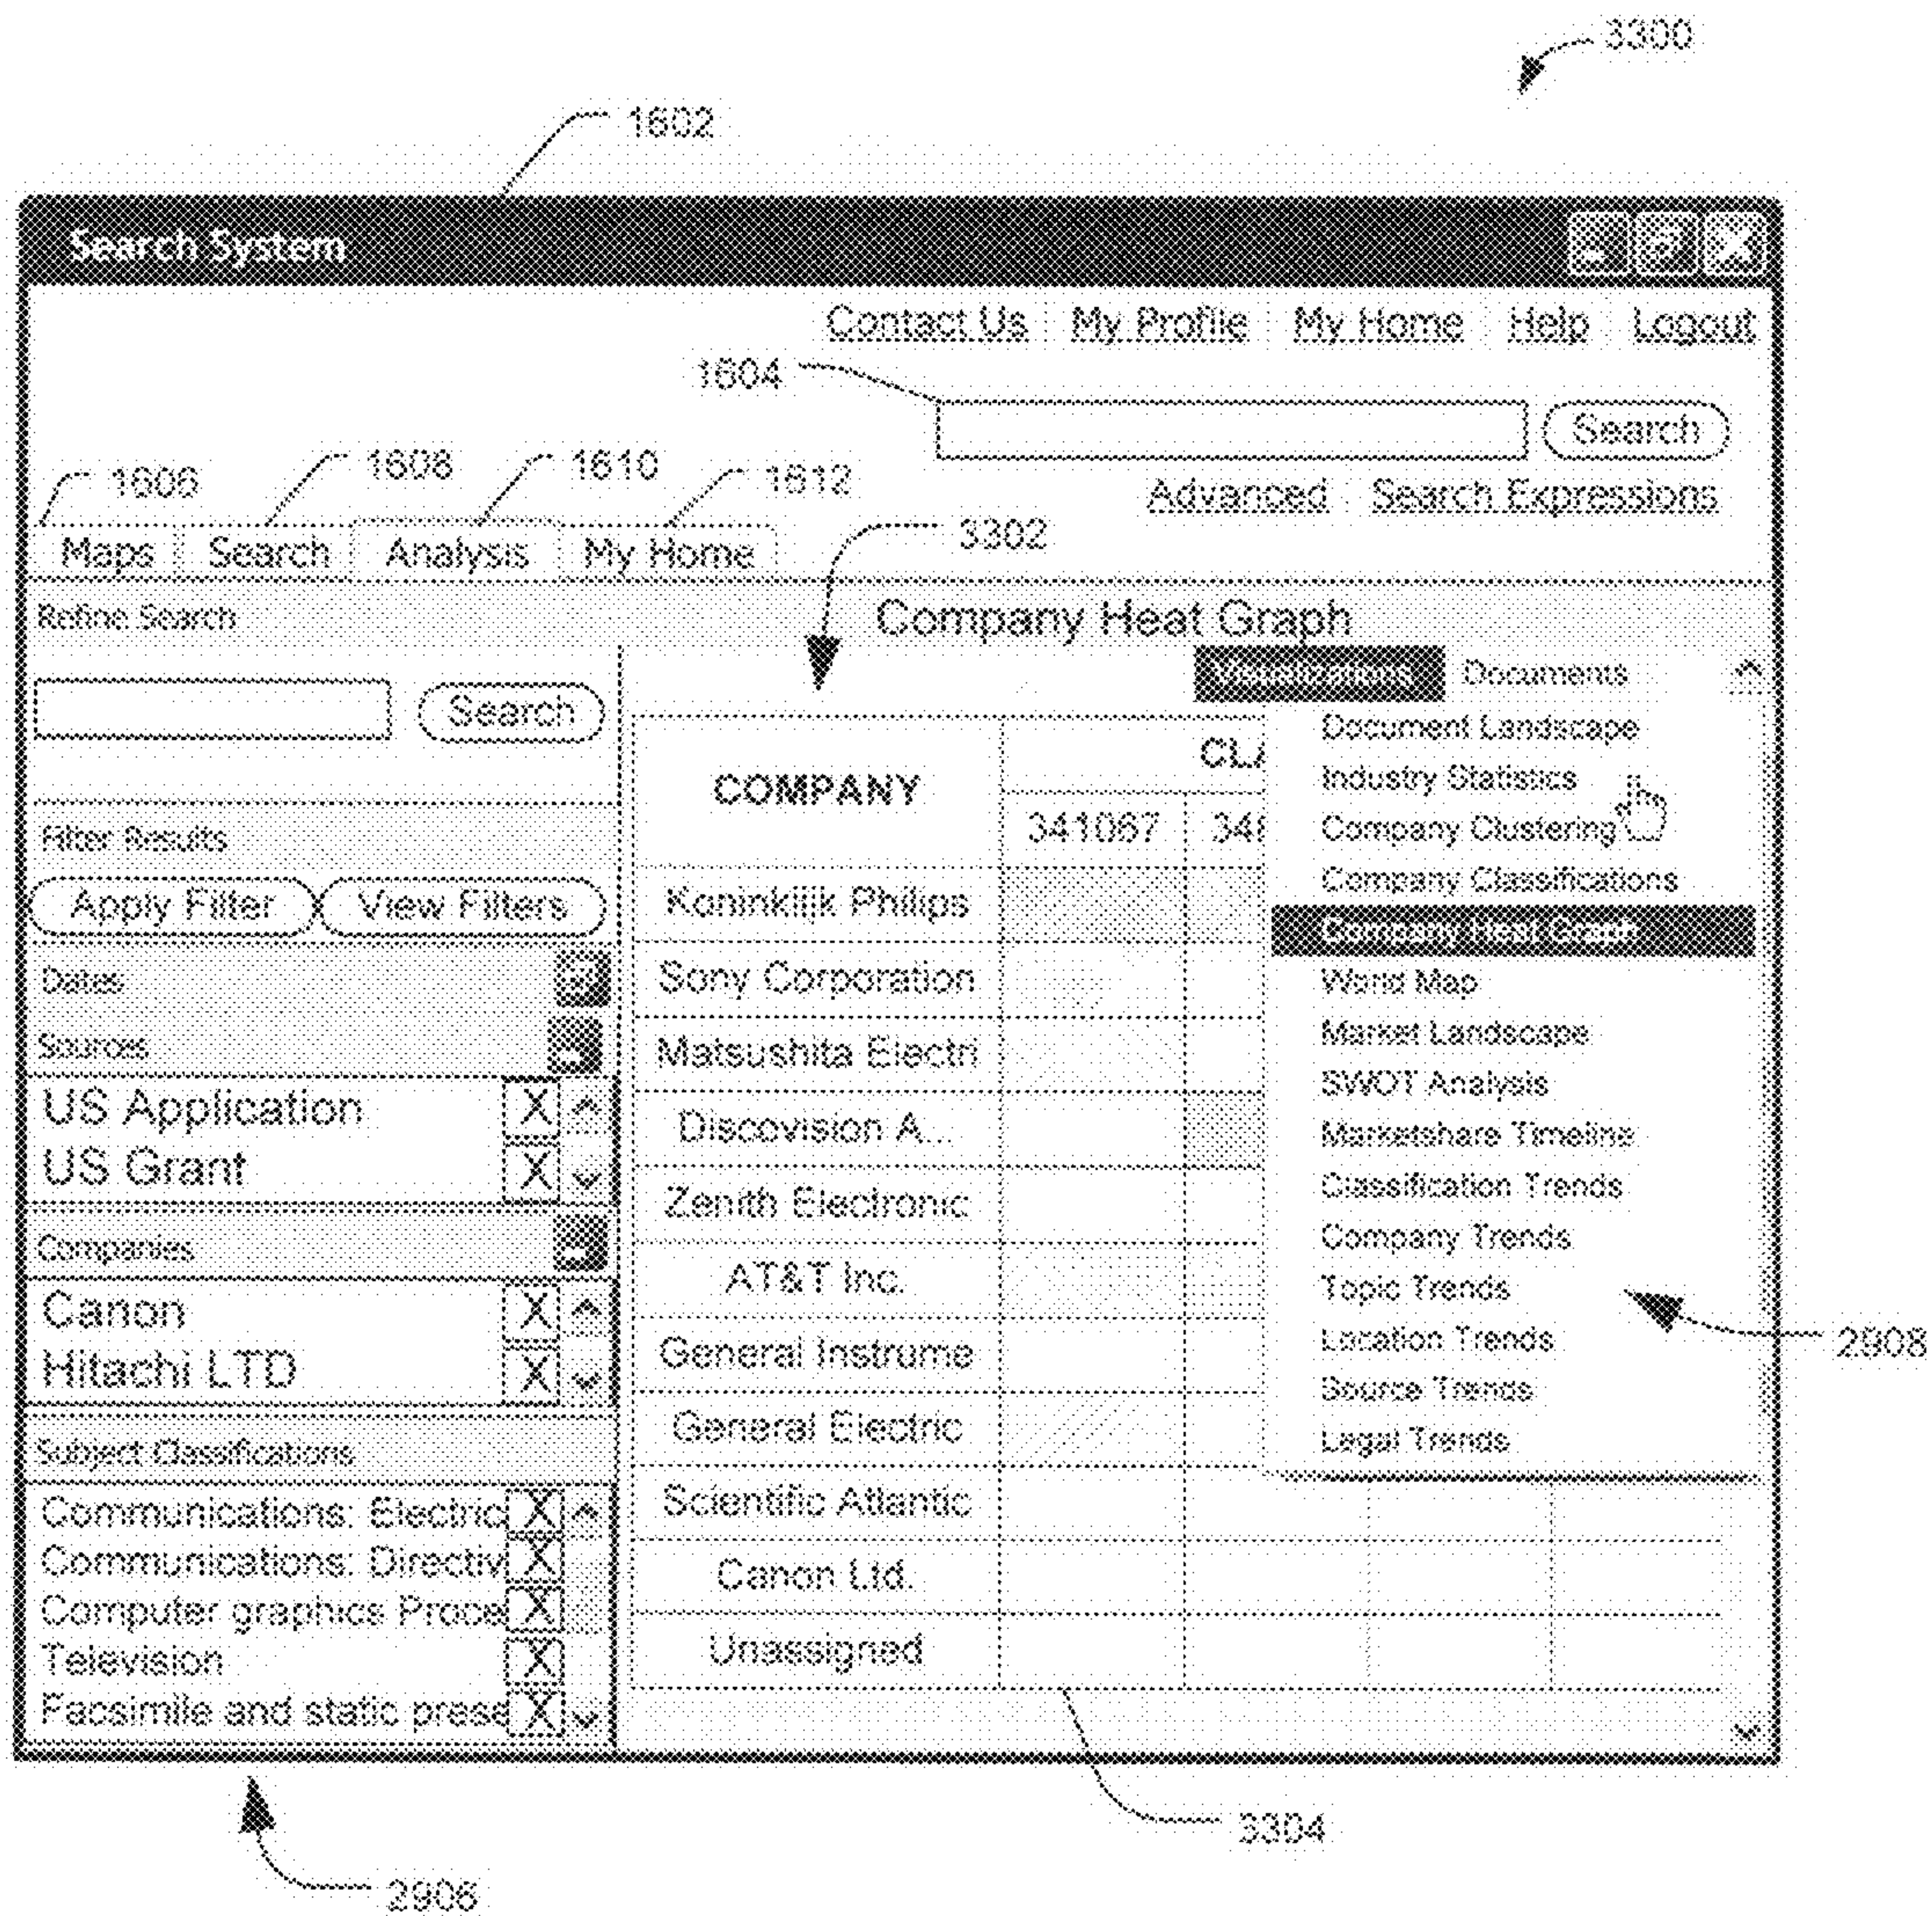 3300
1602
Search System
Contact Us My Profile My Home Help Logout
1604
Search
1606 1608 1610 1612
Advanced Search Expressions
3302
Maps Search Analysis My Home
Refine Search
Company Heat Graph
Visualizations Documents
Search
Document Landscape
Industry Statistics
Company Clustering
Company Classifications
Company Heat Graph
World Map
Market Landscape
SWOT Analysis
Marketshare Timeline
Classification Trends
Company Trends
Topic Trends
Location Trends
Source Trends
Legal Trends
2908
COMPANY
CLA
341067 348
Koninklijk Philips
Sony Corporation
Matsushita Electri
Discovision A...
Zenith Electronic
AT&T Inc.
General Instrume
General Electric
Scientific Atlantic
Canon Ltd.
Unassigned
Filter Results
Apply Filter View Filters
Dates
Sources
US Application X
US Grant X
Companies
Canon X
Hitachi LTD X
Subject Classifications
Communications: Electric X
Communications: Directiv X
Computer graphics Proce X
Television X
Facsimile and static prese X
3304
2906